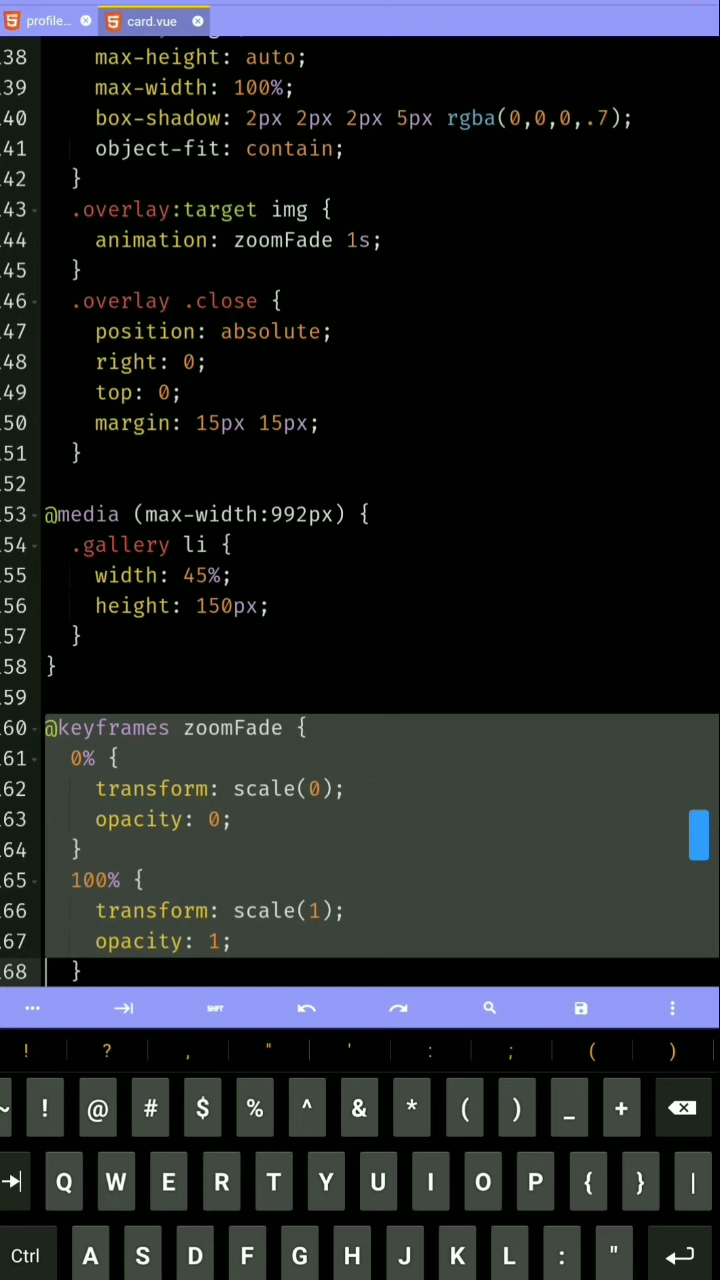 profile...
card.vue
38 max-height: auto;
39 max-width: 100%;
40 box-shadow: 2px 2px 2px 5px rgba(0,0,0,.7);
41 object-fit: contain;
42 }
43 .overlay:target img {
44 animation: zoomFade 1s;
45 }
46 .overlay .close {
47 position: absolute;
48 right: 0;
49 top: 0;
50 margin: 15px 15px;
51 }
52
53 @media (max-width:992px) {
54 .gallery li {
55 width: 45%;
56 height: 150px;
57 }
58 }
59
60 @keyframes zoomFade {
61 0% {
62 transform: scale(0);
63 opacity: 0;
64 }
65 100% {
66 transform: scale(1);
67 opacity: 1;
68 }
SHFT
! ? , " ' : ; ( )
~ ! @ # $ % ^ & * ( ) _ +
Q W E R T Y U I O P { } |
Ctrl A S D F G H J K L : "